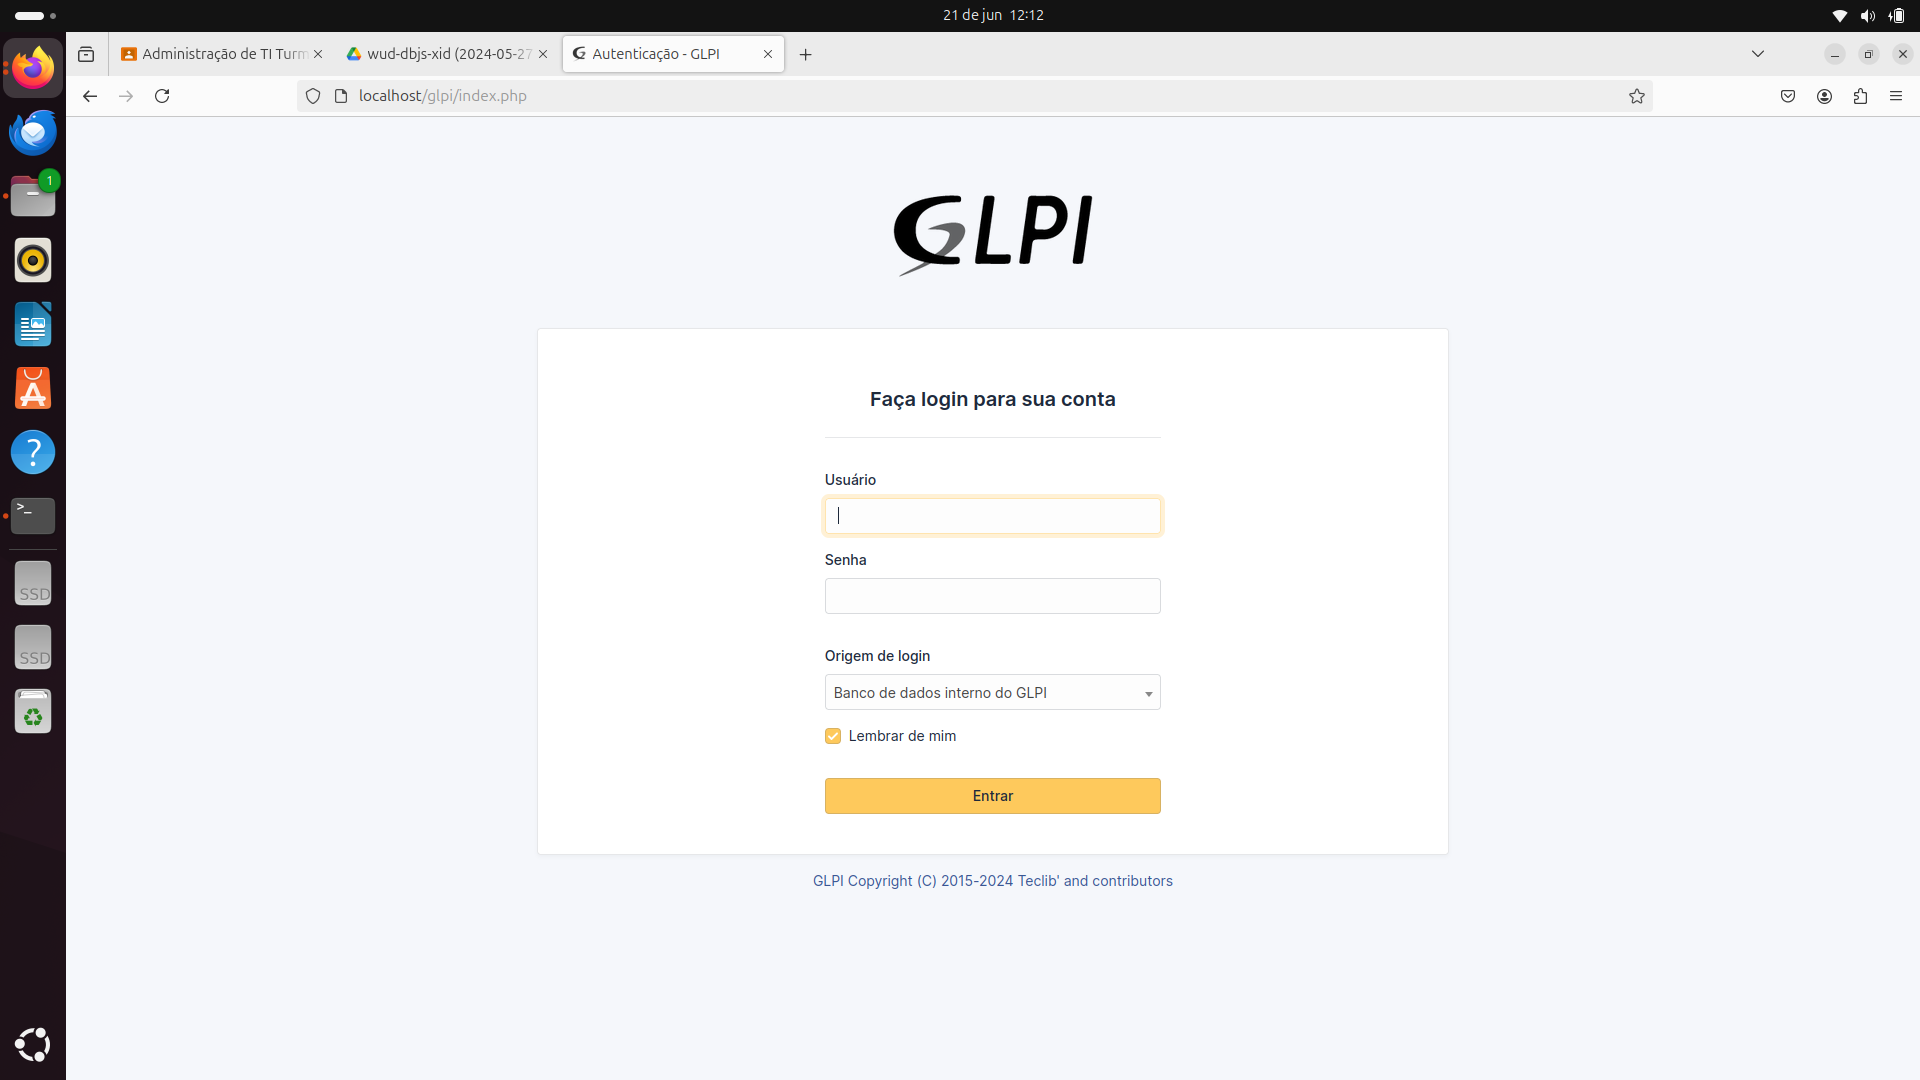 21 de jun 12:12
Administração de TI Turm
wud-dbjs-xid (2024-05-27
Autenticação - GLPI
localhost/glpi/index.php
1
GLPI
Faça login para sua conta
Usuário
Senha
Origem de login
Banco de dados interno do GLPI
Lembrar de mim
Entrar
GLPI Copyright (C) 2015-2024 Teclib' and contributors
?
>_
SSD
SSD